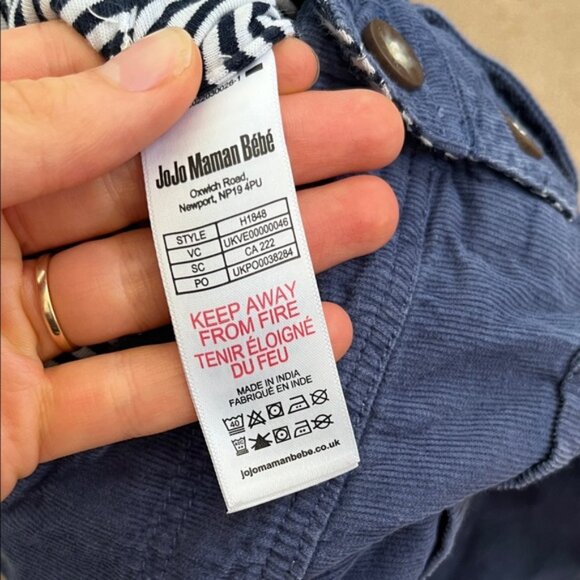 JoJo Maman Bébé
Oxwich Road,
Newport, NP19 4PU
STYLE H1848
VC UKVE00000046
SC CA 222
PO UKPO0038284
KEEP AWAY
FROM FIRE
TENIR ÉLOIGNÉ
DU FEU
MADE IN INDIA
FABRIQUÉ EN INDE
40
jojomamanbebe.co.uk